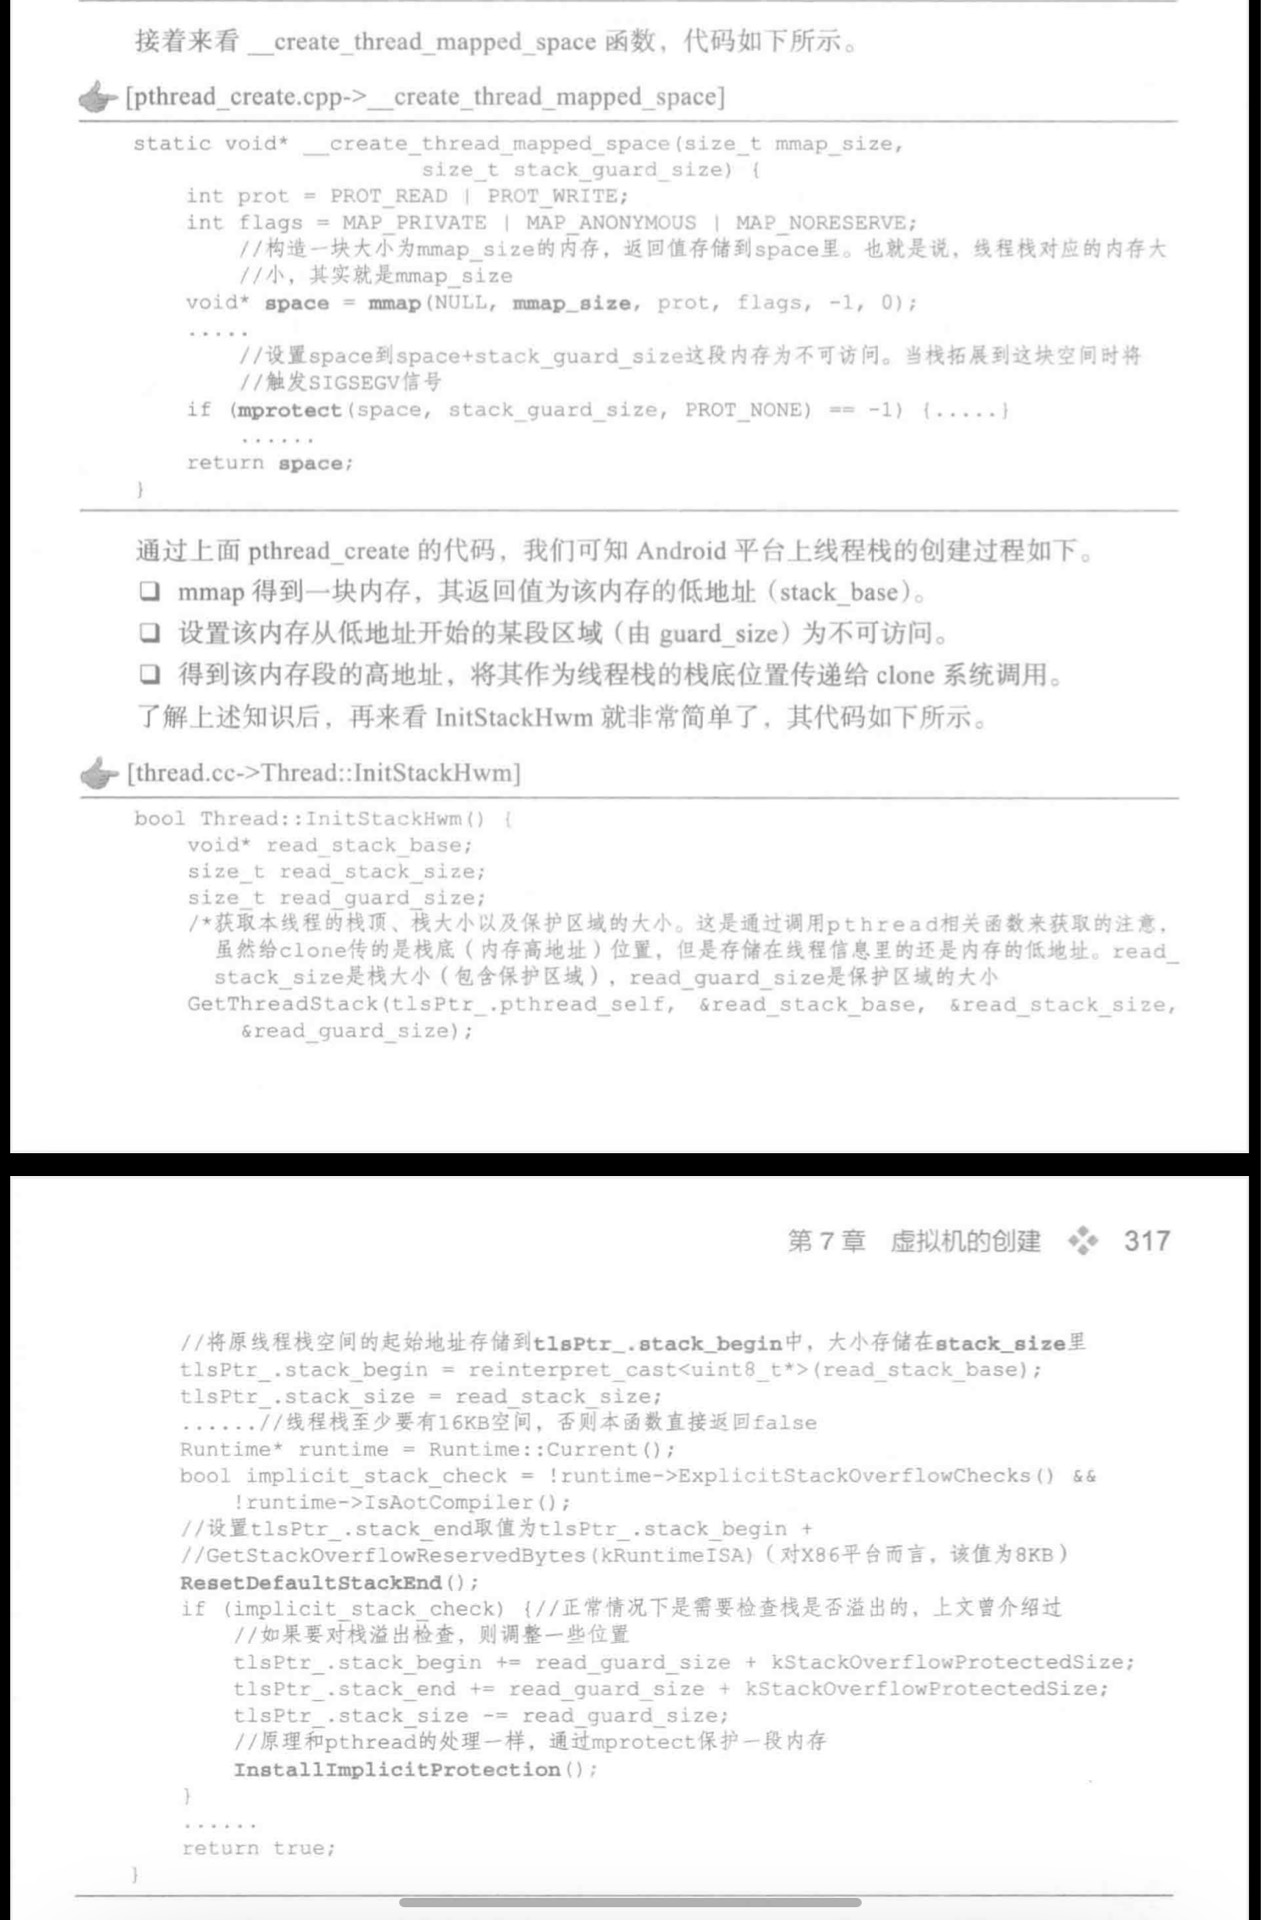 接着来看 __create_thread_mapped_space 函数，代码如下所示。
[pthread_create.cpp->__create_thread_mapped_space]
static void* __create_thread_mapped_space(size_t mmap_size,
size_t stack_guard_size) {
int prot = PROT_READ | PROT_WRITE;
int flags = MAP_PRIVATE | MAP_ANONYMOUS | MAP_NORESERVE;
//构造一块大小为mmap_size的内存，返回值存储到space里。也就是说，线程栈对应的内存大
//小，其实就是mmap_size
void* space = mmap(NULL, mmap_size, prot, flags, -1, 0);
.....
//设置space到space+stack_guard_size这段内存为不可访问。当栈拓展到这块空间时将
//触发SIGSEGV信号
if (mprotect(space, stack_guard_size, PROT_NONE) == -1) {.....}
......
return space;
}
通过上面 pthread_create 的代码，我们可知 Android 平台上线程栈的创建过程如下。
❑ mmap 得到一块内存，其返回值为该内存的低地址（stack_base）。
❑ 设置该内存从低地址开始的某段区域（由 guard_size）为不可访问。
❑ 得到该内存段的高地址，将其作为线程栈的栈底位置传递给 clone 系统调用。
了解上述知识后，再来看 InitStackHwm 就非常简单了，其代码如下所示。
[thread.cc->Thread::InitStackHwm]
bool Thread::InitStackHwm() {
void* read_stack_base;
size_t read_stack_size;
size_t read_guard_size;
/*获取本线程的栈顶、栈大小以及保护区域的大小。这是通过调用pthread相关函数来获取的注意，
虽然给clone传的是栈底（内存高地址）位置，但是存储在线程信息里的还是内存的低地址。read_
stack_size是栈大小（包含保护区域），read_guard_size是保护区域的大小
GetThreadStack(tlsPtr_.pthread_self, &read_stack_base, &read_stack_size,
&read_guard_size);
第 7 章 虚拟机的创建 317
//将原线程栈空间的起始地址存储到tlsPtr_.stack_begin中，大小存储在stack_size里
tlsPtr_.stack_begin = reinterpret_cast<uint8_t*>(read_stack_base);
tlsPtr_.stack_size = read_stack_size;
......//线程栈至少要有16KB空间，否则本函数直接返回false
Runtime* runtime = Runtime::Current();
bool implicit_stack_check = !runtime->ExplicitStackOverflowChecks() &&
!runtime->IsAotCompiler();
//设置tlsPtr_.stack_end取值为tlsPtr_.stack_begin +
//GetStackOverflowReservedBytes(kRuntimeISA)（对X86平台而言，该值为8KB）
ResetDefaultStackEnd();
if (implicit_stack_check) {//正常情况下是需要检查栈是否溢出的，上文曾介绍过
//如果要对栈溢出检查，则调整一些位置
tlsPtr_.stack_begin += read_guard_size + kStackOverflowProtectedSize;
tlsPtr_.stack_end += read_guard_size + kStackOverflowProtectedSize;
tlsPtr_.stack_size -= read_guard_size;
//原理和pthread的处理一样，通过mprotect保护一段内存
InstallImplicitProtection();
}
......
return true;
}